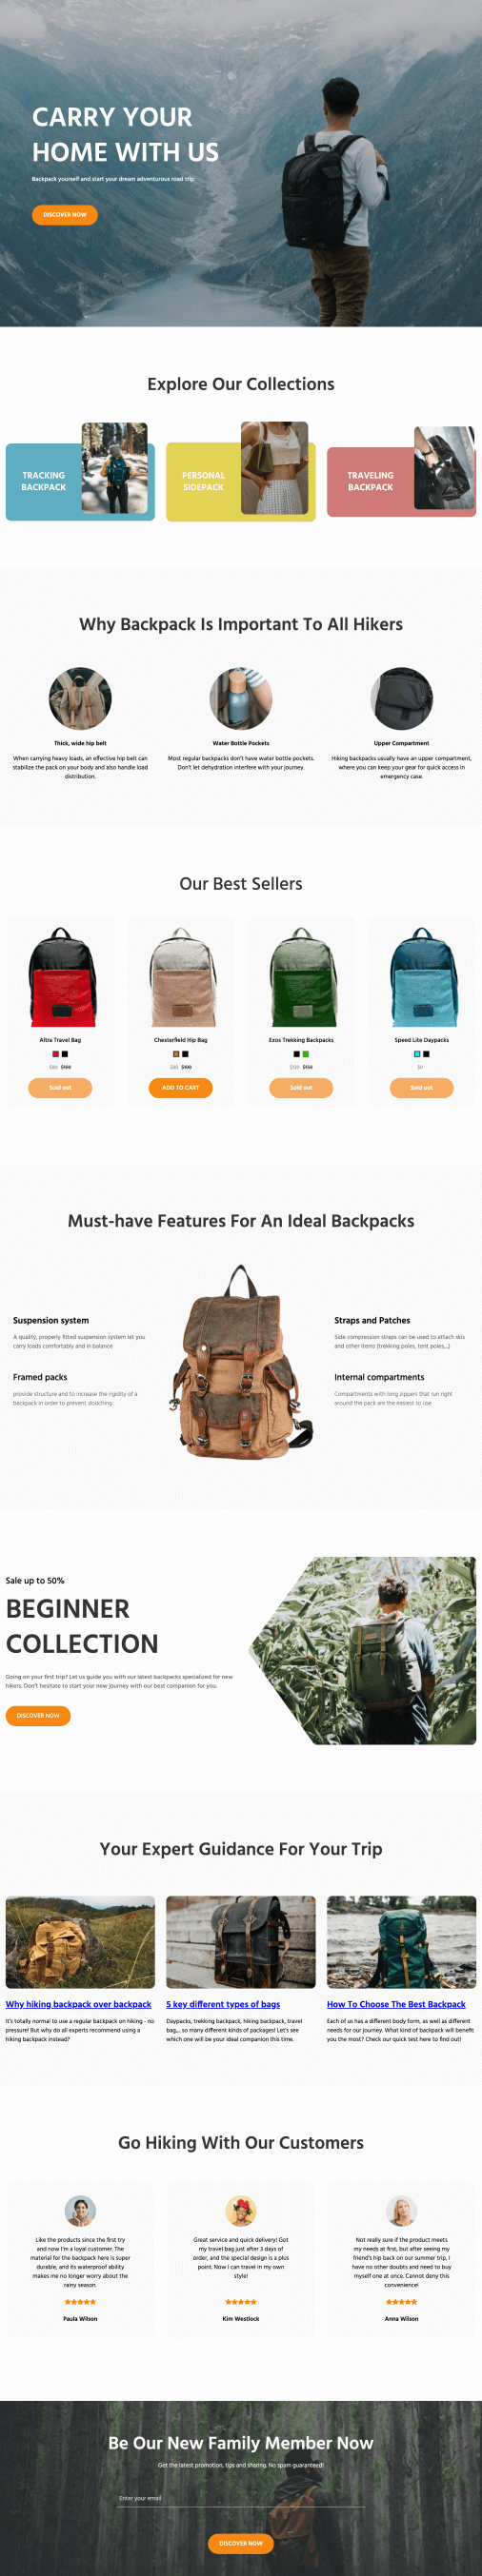 CARRY YOUR
HOME WITH US
Backpack yourself and start your dream adventurous road trip
DISCOVER NOW
Explore Our Collections
TRACKING
BACKPACK
PERSONAL
SIDEPACK
TRAVELING
BACKPACK
Why Backpack Is Important To All Hikers
Thick, wide hip belt
When carrying heavy loads, an effective hip belt can
stabilize the pack on your body and also handle load
distribution.
Water Bottle Pockets
Most regular backpacks don't have water bottle pockets.
Don't let dehydration interfere with your journey.
Upper Compartment
Hiking backpacks usually have an upper compartment,
where you can keep your gear for quick access in
emergency case.
Our Best Sellers
Altra Travel Bag
$80 $100
Sold out
Chesterfield Hip Bag
$80 $100
ADD TO CART
Exos Trekking Backpacks
$130 $150
Sold out
Speed Lite Daypacks
$0
Sold out
Must-have Features For An Ideal Backpacks
Suspension system
A quality, properly fitted suspension system let you
carry loads comfortably and in balance
Framed packs
provide structure and to increase the rigidity of a
backpack in order to prevent slouching.
Straps and Patches
Side compression straps can be used to attach skis
and other items (trekking poles, tent poles,..)
Internal compartments
Compartments with long zippers that run right
around the pack are the easiest to use
Sale up to 50%
BEGINNER
COLLECTION
Going on your first trip? Let us guide you with our latest backpacks specialized for new
hikers. Don't hesitate to start your new journey with our best companion for you.
DISCOVER NOW
Your Expert Guidance For Your Trip
Why hiking backpack over backpack
It's totally normal to use a regular backpack on hiking - no
pressure! But why do all experts recommend using a
hiking backpack instead?
5 key different types of bags
Daypacks, trekking backpack, hiking backpack, travel
bag,.. so many different kinds of packages! Let's see
which one will be your ideal companion this time.
How To Choose The Best Backpack
Each of us has a different body form, as well as different
needs for our journey. What kind of backpack will benefit
you the most? Check our quick test here to find out!
Go Hiking With Our Customers
Like the products since the first try
and now I'm a loyal customer. The
material for the backpack here is super
durable, and its waterproof ability
makes me no longer worry about the
rainy season.
Paula Wilson
Great service and quick delivery! Got
my travel bag just after 3 days of
order, and the special design is a plus
point. Now I can travel in my own
style!
Kim Westlock
Not really sure if the product meets
my needs at first, but after seeing my
friend's hip back on our summer trip, I
have no other doubts and need to buy
myself one at once. Cannot deny this
convenience!
Anna Wilson
Be Our New Family Member Now
Get the latest promotion, tips and sharing. No spam guaranteed!
Enter your email
DISCOVER NOW